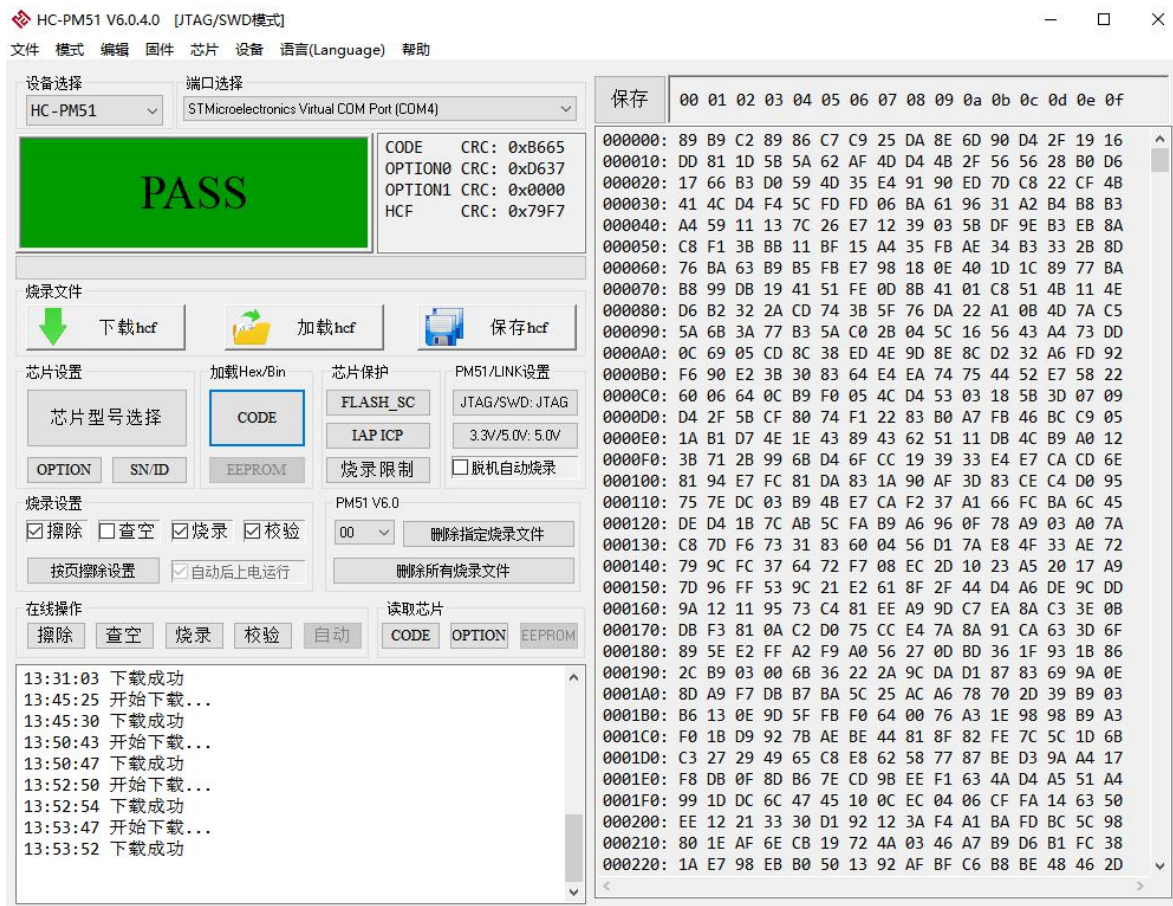 HC-PM51 V6.0.4.0 [JTAG/SWD模式]
文件 模式 编辑 固件 芯片 设备 语言(Language) 帮助
设备选择 端口选择
HC-PM51 STMicroelectronics Virtual COM Port (COM4)
PASS
CODE CRC: 0xB665
OPTION0 CRC: 0xD637
OPTION1 CRC: 0x0000
HCF CRC: 0x79F7
烧录文件
下载hcf 加载hcf 保存hcf
芯片设置 加载Hex/Bin 芯片保护 PM51/LINK设置
芯片型号选择 CODE FLASH_SC JTAG/SWD: JTAG
IAP ICP 3.3V/5.0V: 5.0V
OPTION SN/ID EEPROM 烧录限制 脱机自动烧录
烧录设置 PM51 V6.0
擦除 查空 烧录 校验 00 删除指定烧录文件
按页擦除设置 自动后上电运行 删除所有烧录文件
在线操作 读取芯片
擦除 查空 烧录 校验 自动 CODE OPTION EEPROM
13:31:03 下载成功
13:45:25 开始下载...
13:45:30 下载成功
13:50:43 开始下载...
13:50:47 下载成功
13:52:50 开始下载...
13:52:54 下载成功
13:53:47 开始下载...
13:53:52 下载成功
保存 00 01 02 03 04 05 06 07 08 09 0a 0b 0c 0d 0e 0f
000000: 89 B9 C2 89 86 C7 C9 25 DA 8E 6D 90 D4 2F 19 16
000010: DD 81 1D 5B 5A 62 AF 4D D4 4B 2F 56 56 28 B0 D6
000020: 17 66 B3 D0 59 4D 35 E4 91 90 ED 7D C8 22 CF 4B
000030: 41 4C D4 F4 5C FD FD 06 BA 61 96 31 A2 B4 B8 B3
000040: A4 59 11 13 7C 26 E7 12 39 03 5B DF 9E B3 EB 8A
000050: C8 F1 3B BB 11 BF 15 A4 35 FB AE 34 B3 33 2B 8D
000060: 76 BA 63 B9 B5 FB E7 98 18 0E 40 1D 1C 89 77 BA
000070: B8 99 DB 19 41 51 FE 0D 8B 41 01 C8 51 4B 11 4E
000080: D6 B2 32 2A CD 74 3B 5F 76 DA 22 A1 0B 4D 7A C5
000090: 5A 6B 3A 77 B3 5A C0 2B 04 5C 16 56 43 A4 73 DD
0000A0: 0C 69 05 CD 8C 38 ED 4E 9D 8E 8C D2 32 A6 FD 92
0000B0: F6 90 E2 3B 30 83 64 E4 EA 74 75 44 52 E7 58 22
0000C0: 60 06 64 0C B9 F0 05 4C D4 53 03 18 5B 3D 07 09
0000D0: D4 2F 5B CF 80 74 F1 22 83 B0 A7 FB 46 BC C9 05
0000E0: 1A B1 D7 4E 1E 43 89 43 62 51 11 DB 4C B9 A0 12
0000F0: 3B 71 2B 99 6B D4 6F CC 19 39 33 E4 E7 CA CD 6E
000100: 81 94 E7 FC 81 DA 83 1A 90 AF 3D 83 CE C4 D0 95
000110: 75 7E DC 03 B9 4B E7 CA F2 37 A1 66 FC BA 6C 45
000120: DE D4 1B 7C AB 5C FA B9 A6 96 0F 78 A9 03 A0 7A
000130: C8 7D F6 73 31 83 60 04 56 D1 7A E8 4F 33 AE 72
000140: 79 9C FC 37 64 72 F7 08 EC 2D 10 23 A5 20 17 A9
000150: 7D 96 FF 53 9C 21 E2 61 8F 2F 44 D4 A6 DE 9C DD
000160: 9A 12 11 95 73 C4 81 EE A9 9D C7 EA 8A C3 3E 0B
000170: DB F3 81 0A C2 D0 75 CC E4 7A 8A 91 CA 63 3D 6F
000180: 89 5E E2 FF A2 F9 A0 56 27 0D BD 36 1F 93 1B 86
000190: 2C B9 03 00 6B 36 22 2A 9C DA D1 87 83 69 9A 0E
0001A0: 8D A9 F7 DB B7 BA 5C 25 AC A6 78 70 2D 39 B9 03
0001B0: B6 13 0E 9D 5F FB F0 64 00 76 A3 1E 98 98 B9 A3
0001C0: F0 1B D9 92 7B AE BE 44 81 8F 82 FE 7C 5C 1D 6B
0001D0: C3 27 29 49 65 C8 E8 62 58 77 87 BE D3 9A A4 17
0001E0: F8 DB 0F 8D B6 7E CD 9B EE F1 63 4A D4 A5 51 A4
0001F0: 99 1D DC 6C 47 45 10 0C EC 04 06 CF FA 14 63 50
000200: EE 12 21 33 30 D1 92 12 3A F4 A1 BA FD BC 5C 98
000210: 80 1E AF 6E CB 19 72 4A 03 46 A7 B9 D6 B1 FC 38
000220: 1A E7 98 EB B0 50 13 92 AF BF C6 B8 BE 48 46 2D